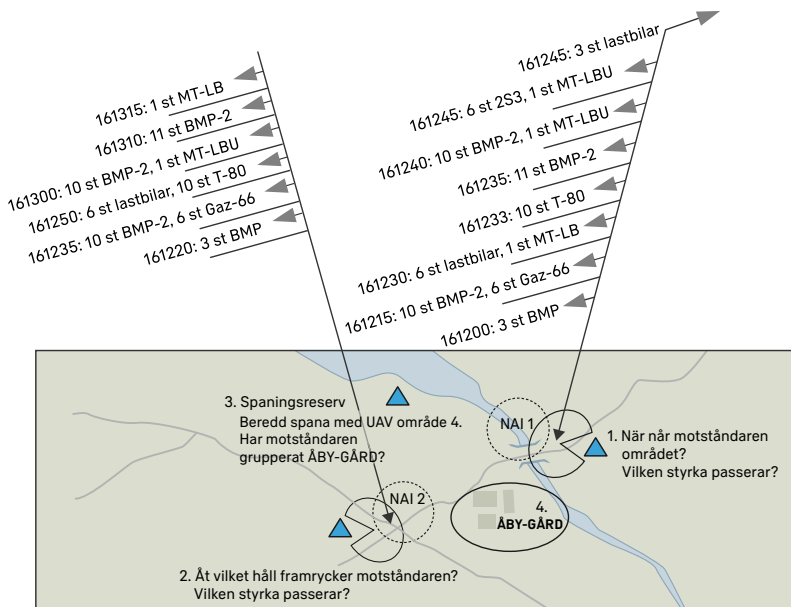 161315: 1 st MT-LB
161310: 11 st BMP-2
161300: 10 st BMP-2, 1 st MT-LBU
161250: 6 st lastbilar, 10 st T-80
161235: 10 st BMP-2, 6 st Gaz-66
161220: 3 st BMP
161245: 3 st lastbilar
161245: 6 st 2S3, 1 st MT-LBU
161240: 10 st BMP-2, 1 st MT-LBU
161235: 11 st BMP-2
161233: 10 st T-80
161230: 6 st lastbilar, 1 st MT-LB
161215: 10 st BMP-2, 6 st Gaz-66
161200: 3 st BMP
3. Spaningsreserv
Beredd spana med UAV område 4.
Har motståndaren
grupperat ÅBY-GÅRD?
NAI 1
1. När når motståndaren
området?
Vilken styrka passerar?
NAI 2
4.
ÅBY-GÅRD
2. Åt vilket håll framrycker motståndaren?
Vilken styrka passerar?